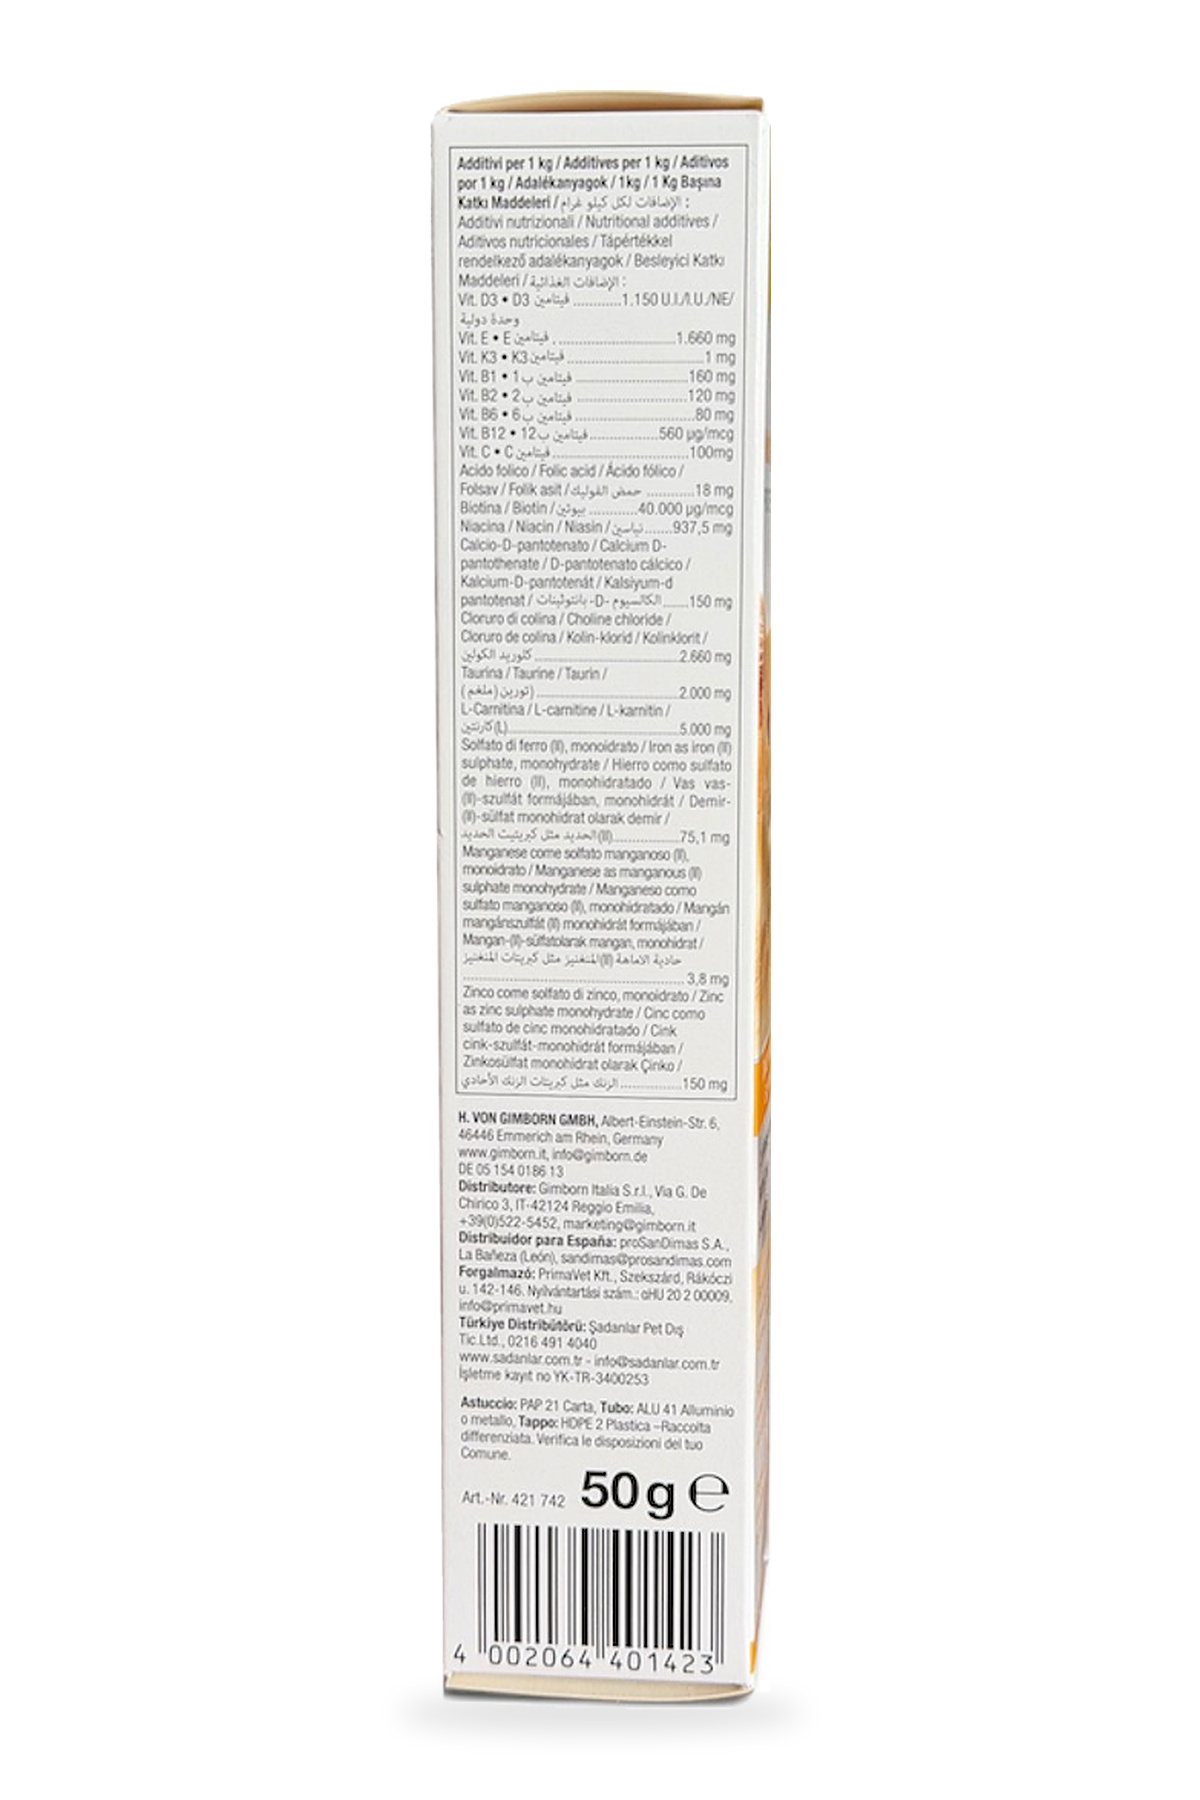 Additivi per 1 kg / Additives per 1 kg / Aditivos
por 1 kg / Adalékanyagok / 1kg / 1 Kg Başına
Katkı Maddeleri / الإضافات لكل كيلو غرام :
Additivi nutrizionali / Nutritional additives /
Aditivos nutricionales / Tápértékkel
rendelkező adalékanyagok / Besleyici Katkı
Maddeleri / الإضافات الغذائية :
Vit. D3 • D3 فيتامين ............1.150 U.I./I.U./NE/
وحدة دولية
Vit. E • E فيتامين .............................1.660 mg
Vit. K3 • K3 فيتامين .................................1 mg
Vit. B1 • 1 فيتامين ب ...........................160 mg
Vit. B2 • 2 فيتامين ب ...........................120 mg
Vit. B6 • 6 فيتامين ب .............................80 mg
Vit. B12 • 12 فيتامين ب ................560 µg/mcg
Vit. C • C فيتامين .................................100mg
Acido folico / Folic acid / Ácido fólico /
Folsav / Folik asit / حمض الفوليك ............18 mg
Biotina / Biotin / بيوتين ............40.000 µg/mcg
Niacina / Niacin / Niasin / نياسين .......937,5 mg
Calcio-D-pantotenato / Calcium D-
pantothenate / D-pantotenato cálcico /
Kalcium-D-pantotenát / Kalsiyum-d
pantotenat / الكالسيوم -D- بانتوثينات ......150 mg
Cloruro di colina / Choline chloride /
Cloruro de colina / Kolin-klorid / Kolinklorit /
كلوريد الكولين ...................................2.660 mg
Taurina / Taurine / Taurin /
(تورين (ملغم ) ...................................2.000 mg
L-Carnitina / L-carnitine / L-karnitin /
(L)كارنتين ..........................................5.000 mg
Solfato di ferro (II), monoidrato / Iron as iron (II)
sulphate, monohydrate / Hierro como sulfato
de hierro (II), monohidratado / Vas vas-
(II)-szulfát formájában, monohidrát / Demir-
(II)-sülfat monohidrat olarak demir /
(II)الحديد مثل كبريتيت الحديد ................75,1 mg
Manganese come solfato manganoso (II),
monoidrato / Manganese as manganous (II)
sulphate monohydrate / Manganeso como
sulfato manganoso (II), monohidratado / Mangán
mangánszulfát (II) monohidrát formájában /
Mangan-(II)-sülfatolarak mangan, monohidrat /
حادية الاماهة (II)المنغنيز مثل كبريتات المنغنيز
...................................................... 3,8 mg
Zinco come solfato di zinco, monoidrato / Zinc
as zinc sulphate monohydrate / Cinc como
sulfato de cinc monohidratado / Cink
cink-szulfát-monohidrát formájában /
Zinkosülfat monohidrat olarak Çinko /
الزنك مثل كبريتات الزنك الأحادي ..............150 mg
H. VON GIMBORN GMBH, Albert-Einstein-Str. 6,
46446 Emmerich am Rhein, Germany
www.gimborn.it, info@gimborn.de
DE 05 154 0186 13
Distributore: Gimborn Italia S.r.l., Via G. De
Chirico 3, IT-42124 Reggio Emilia,
+39(0)522-5452, marketing@gimborn.it
Distribuidor para España: proSanDimas S.A.,
La Bañeza (León), sandimas@prosandimas.com
Forgalmazó: PrimaVet Kft., Szekszárd, Rákóczi
u. 142-146. Nyilvántartási szám.: αHU 20 2 00009,
info@primavet.hu
Türkiye Distribütörü: Şadanlar Pet Dış
Tic.Ltd., 0216 491 4040
www.sadanlar.com.tr - info@sadanlar.com.tr
İşletme kayıt no YK-TR-3400253
Astuccio: PAP 21 Carta, Tubo: ALU 41 Alluminio
o metallo, Tappo: HDPE 2 Plastica –Raccolta
differenziata. Verifica le disposizioni del tuo
Comune.
Art.-Nr. 421 742 50 g ℮
4 002064 401423